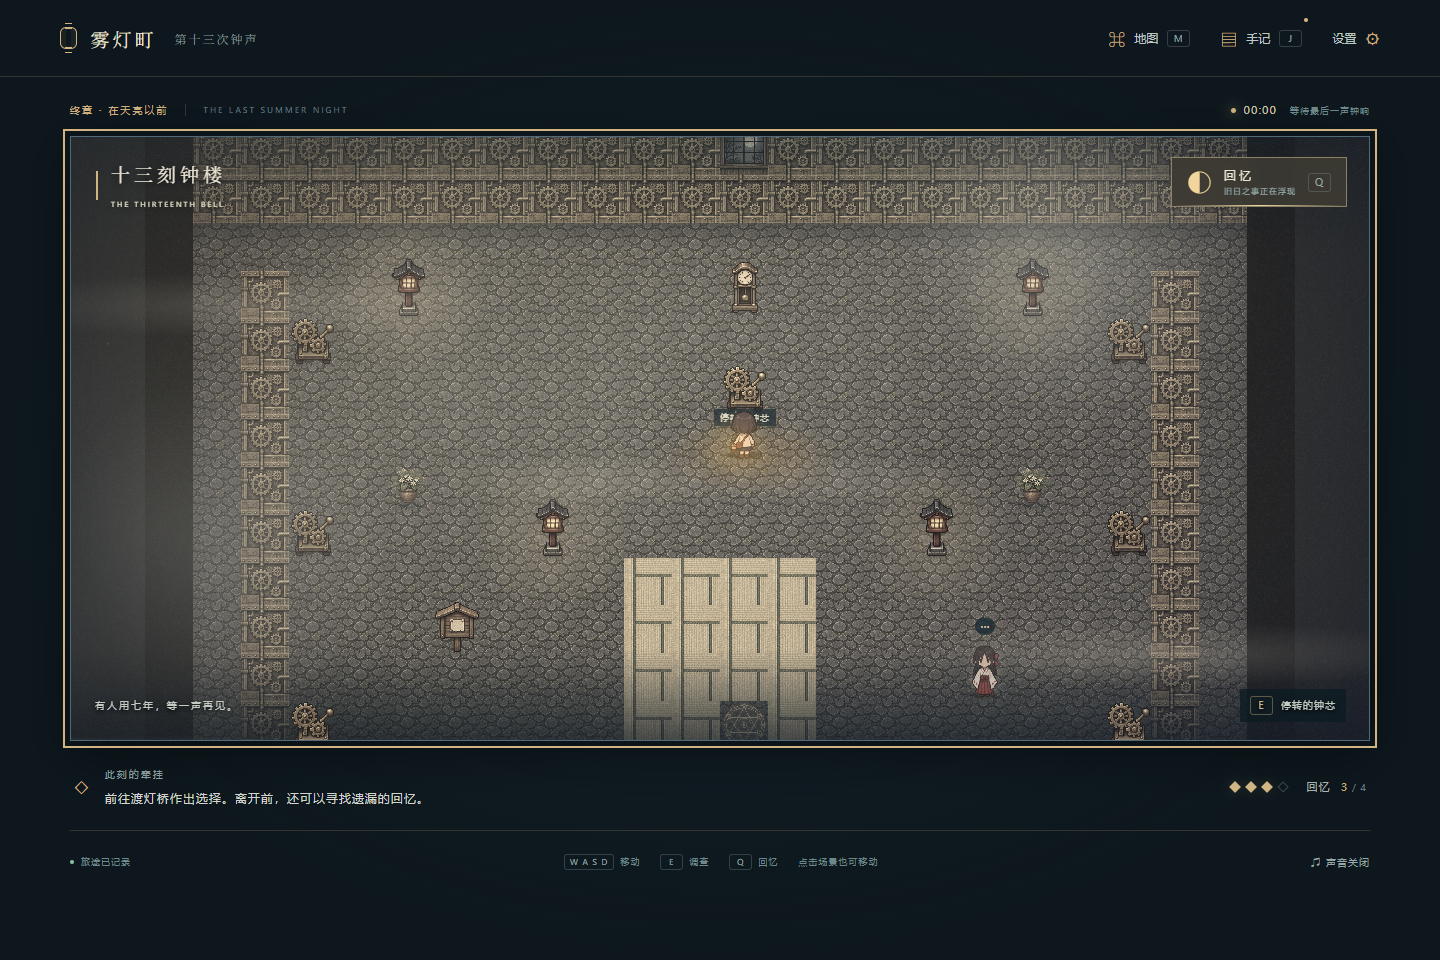 雾灯町 第十三次钟声
地图 M 手记 J 设置
终章 · 在天亮以前 THE LAST SUMMER NIGHT 00:00 等待最后一声钟响
十三刻钟楼
THE THIRTEENTH BELL
回忆
旧日之事正在浮现
Q
停 钟芯
...
有人用七年，等一声再见。
E 停转的钟芯
此刻的牵挂
前往渡灯桥作出选择。离开前，还可以寻找遗漏的回忆。
回忆 3 / 4
旅途已记录 WASD 移动 E 调查 Q 回忆 点击场景也可移动 声音关闭